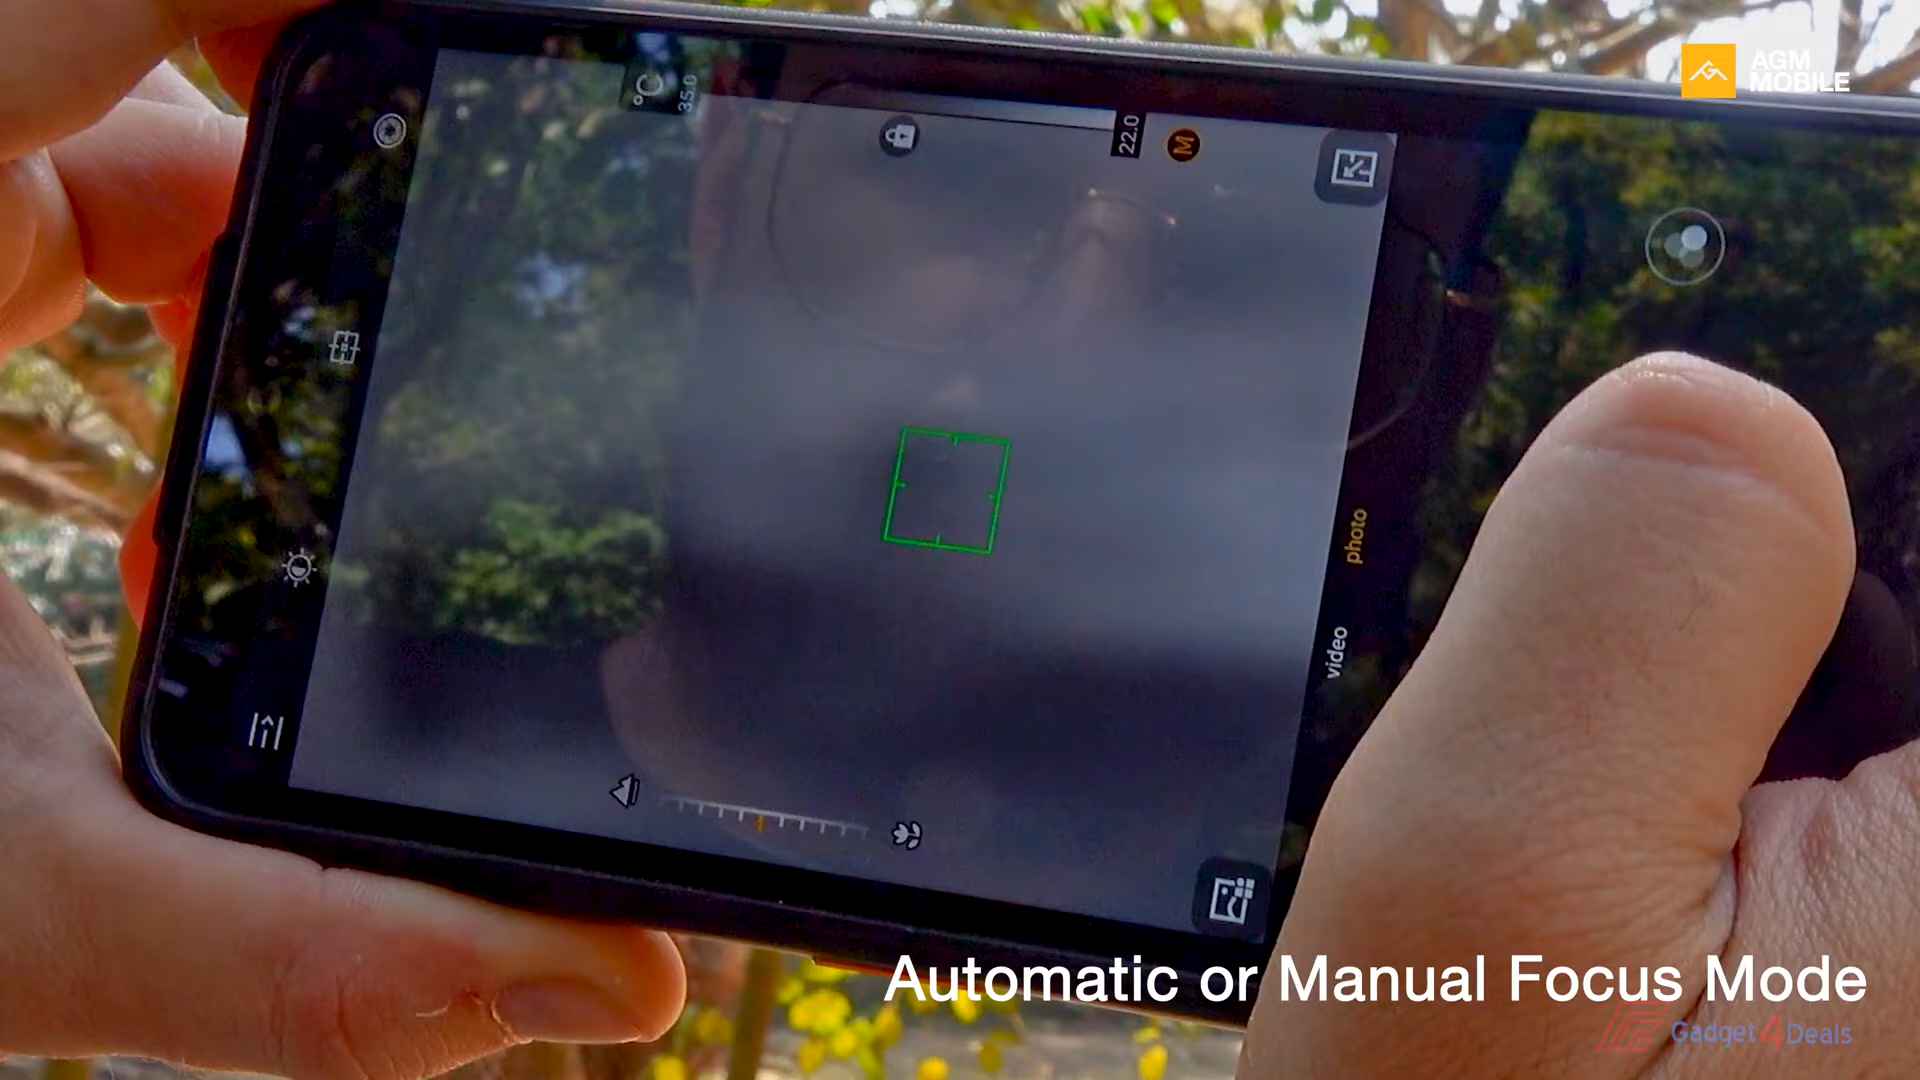 AGM
MOBILE
°C
35.0
22.0
M
photo
video
Automatic or Manual Focus Mode
Gadget4Deals